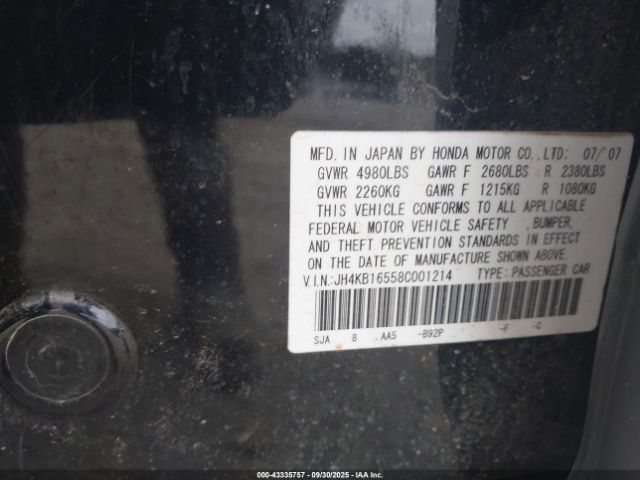 MFD. IN JAPAN BY HONDA MOTOR CO., LTD: 07/'07
GVWR 4980LBS GAWR F 2680LBS R 2380LBS
GVWR 2260KG GAWR F 1215KG R 1080KG
THIS VEHICLE CONFORMS TO ALL APPLICABLE
FEDERAL MOTOR VEHICLE SAFETY , BUMPER,
AND THEFT PREVENTION STANDARDS IN EFFECT
ON THE DATE OF MANUFACTURE SHOWN ABOVE.
V.I.N.:JH4KB16558C001214 TYPE: PASSENGER CAR
SJA 8 AA5 -B92P -F -C
000-43335757 - 09/30/2025 - IAAI.COM